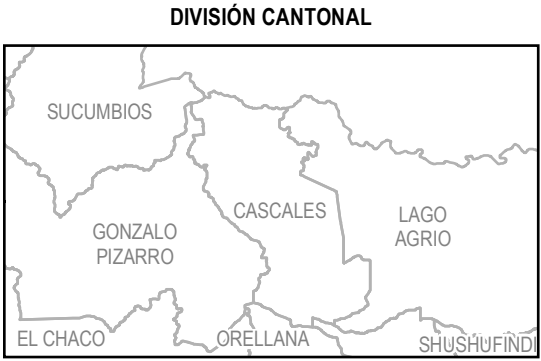 DIVISIÓN CANTONAL
SUCUMBIOS
CASCALES
LAGO
AGRIO
GONZALO
PIZARRO
EL CHACO
ORELLANA
SHUSHUFINDI